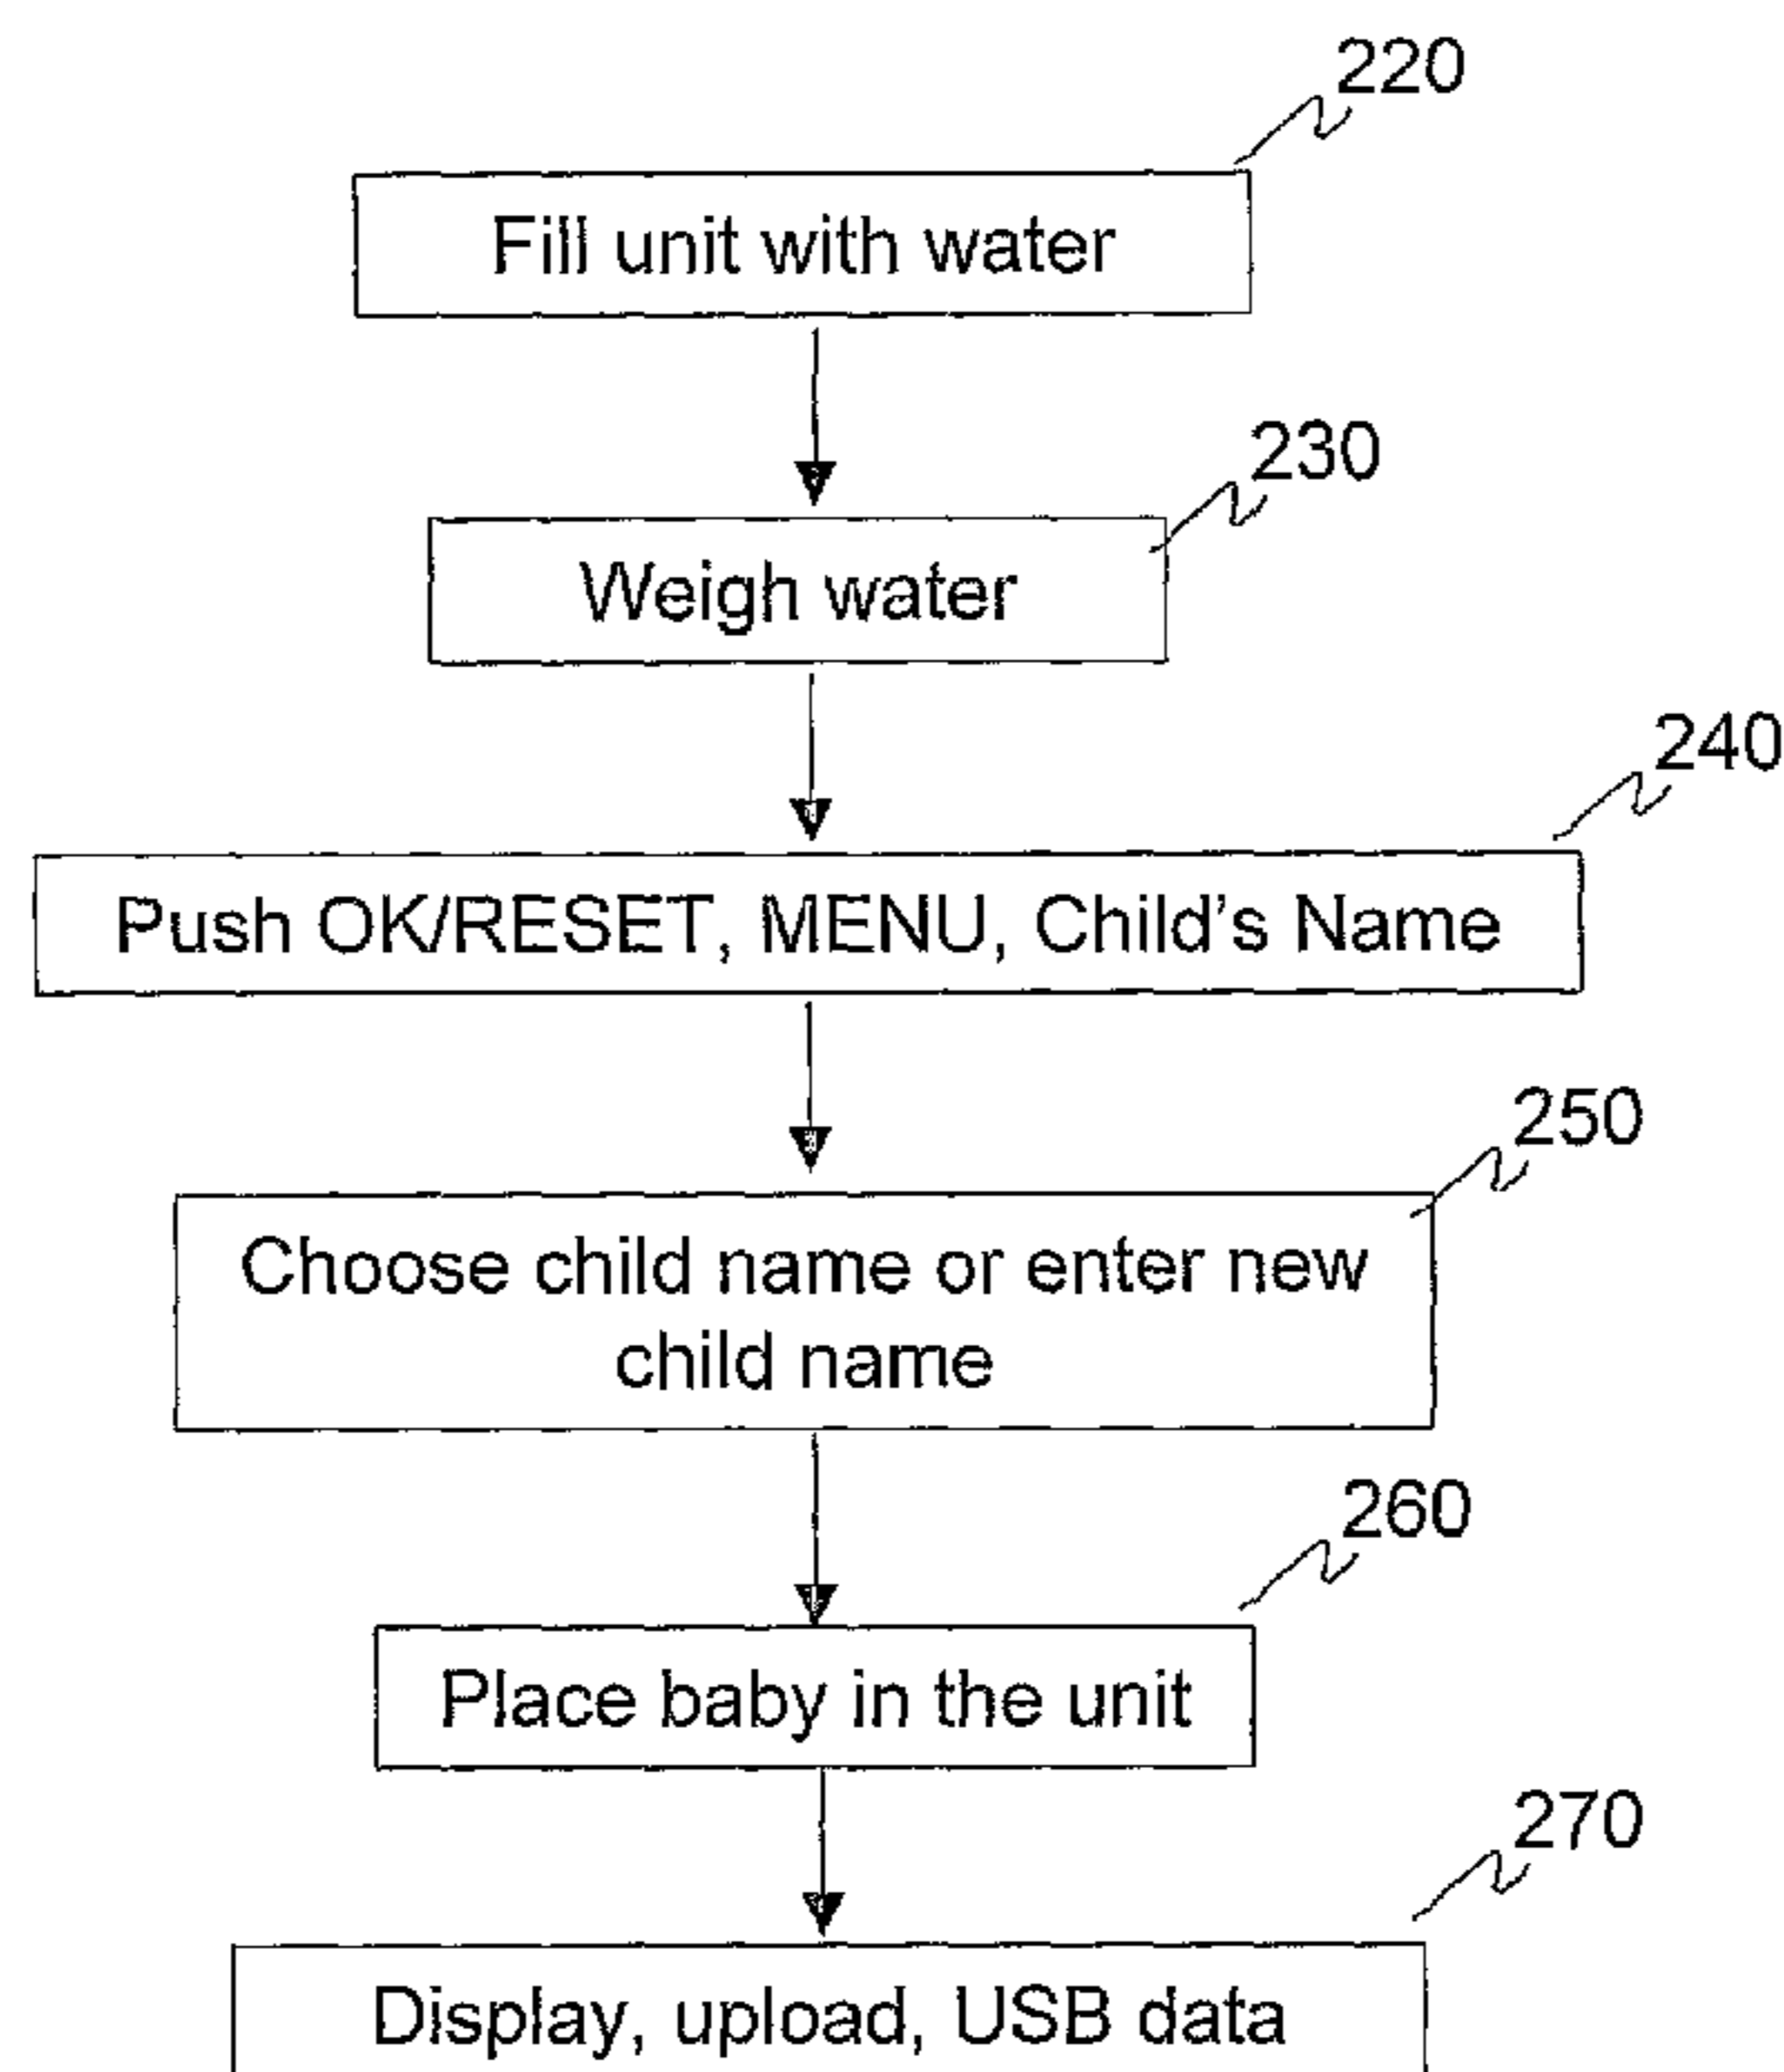 220
Fill unit with water
230
Weigh water
240
Push OK/RESET, MENU, Child's Name
250
Choose child name or enter new
child name
260
Place baby in the unit
270
Display, upload, USB data